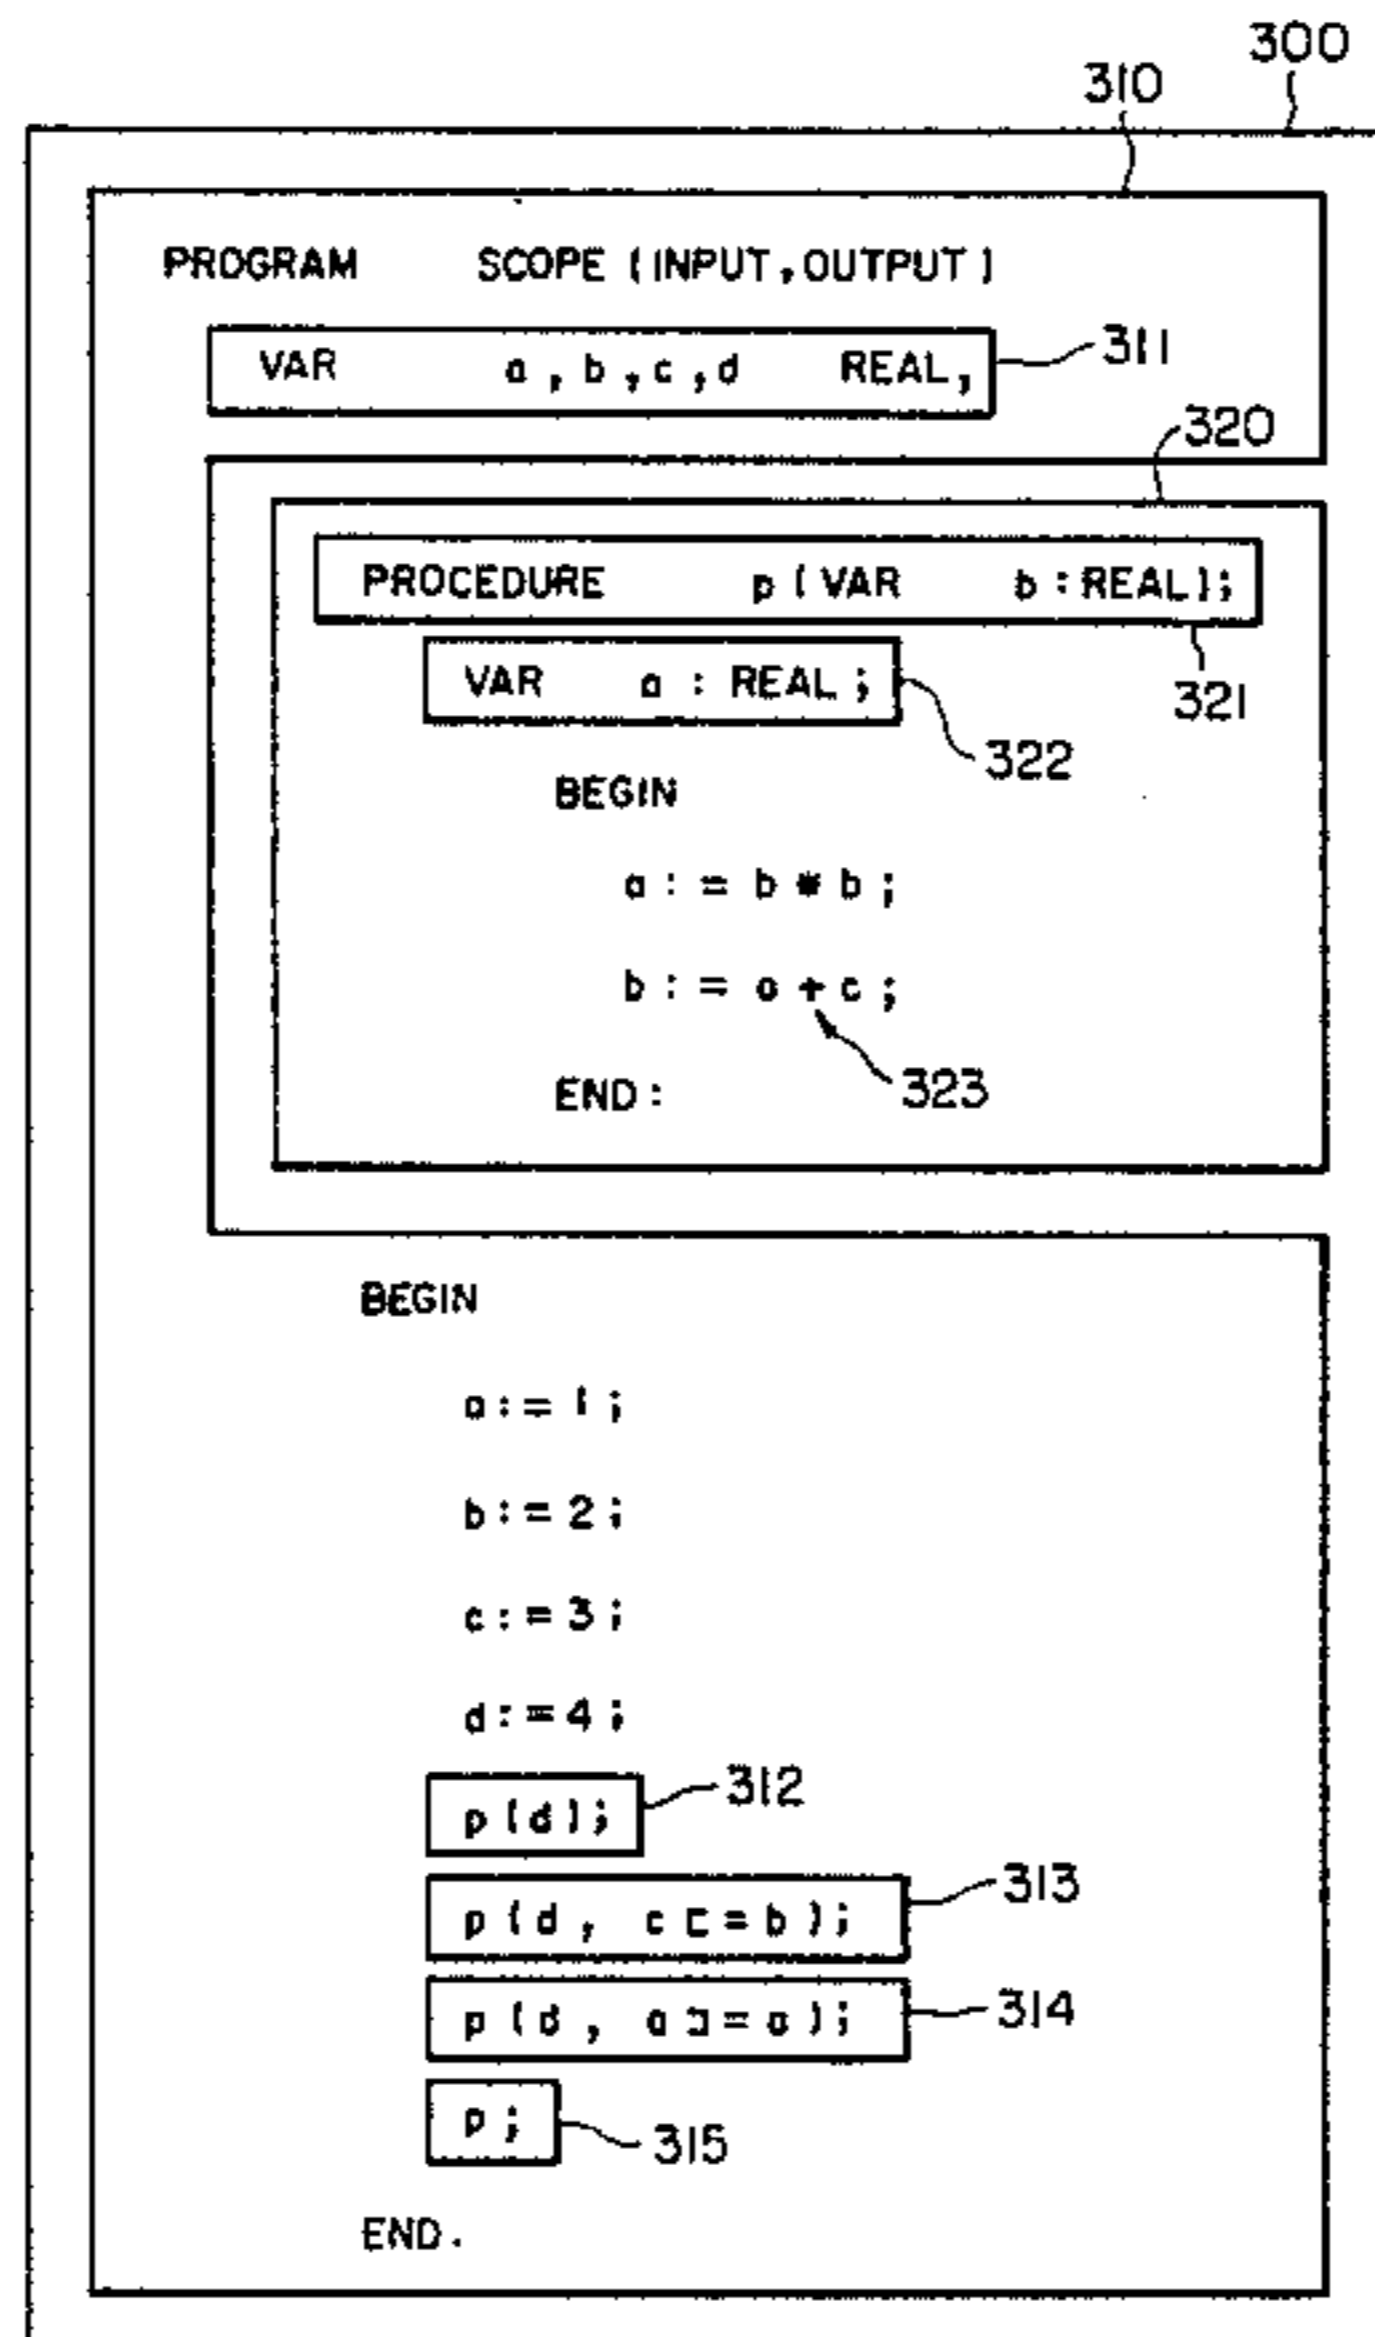 300
310
PROGRAM SCOPE (INPUT,OUTPUT)
VAR a,b,c,d REAL, 311
320
PROCEDURE p(VAR b:REAL);
321
VAR a : REAL;
322
BEGIN
a:=b*b;
b:=a+c;
323
END:
BEGIN
a:=1;
b:=2;
c:=3;
d:=4;
p(d); 312
p(d, c⊏=b); 313
p(d, a⊐=a); 314
p; 315
END.